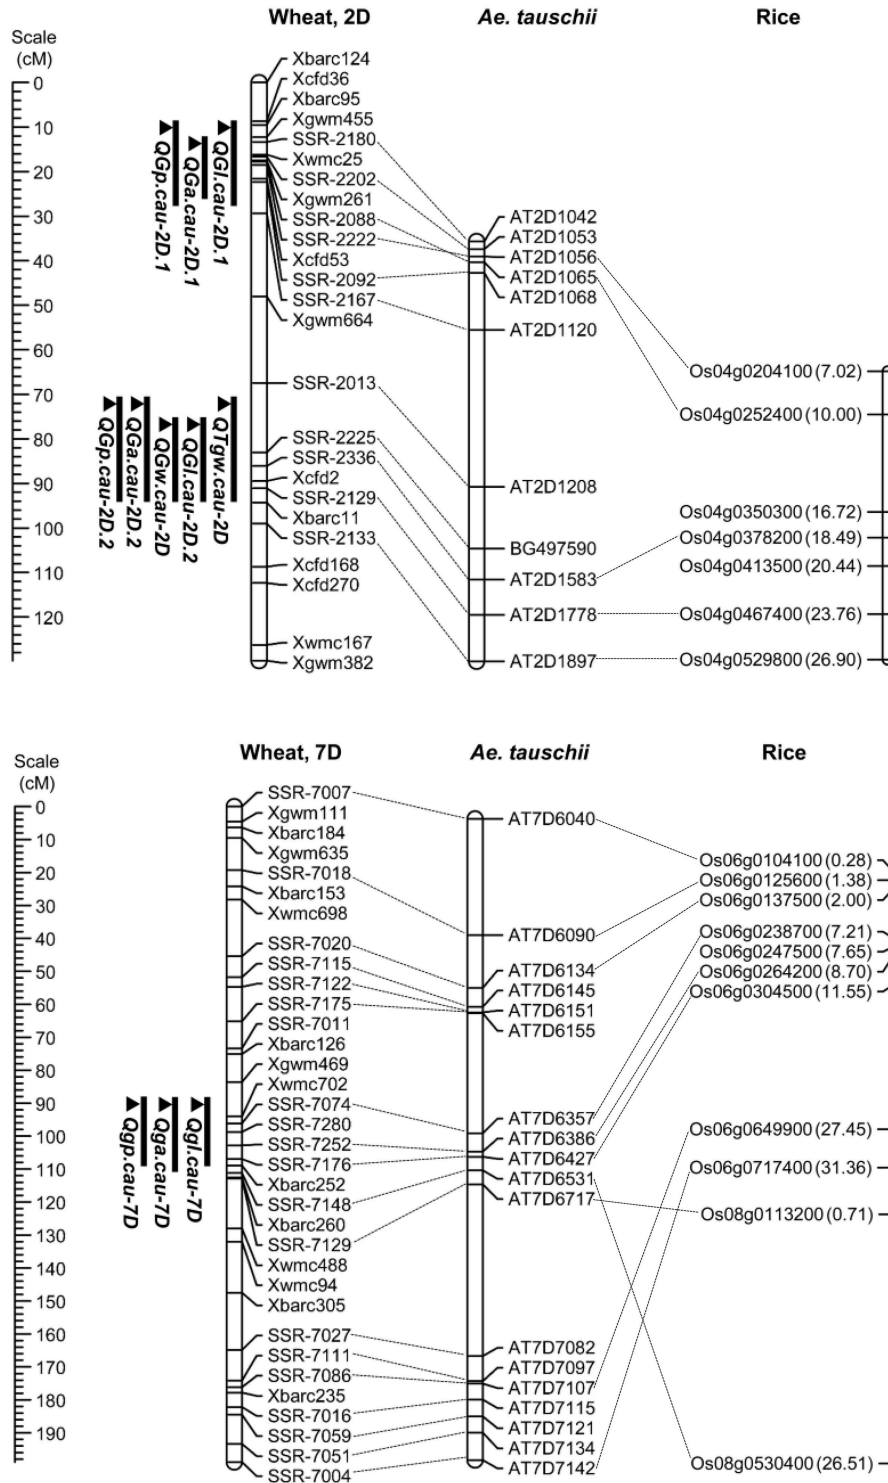 Wheat, 2D
Ae. tauschii
Rice
Scale
(cM)
0
10
20
30
40
50
60
70
80
90
100
110
120
QGp.cau-2D.1
QGa.cau-2D.1
QGl.cau-2D.1
QGp.cau-2D.2
QGa.cau-2D.2
QGw.cau-2D
QGl.cau-2D.2
QTgw.cau-2D
Xbarc124
Xcfd36
Xbarc95
Xgwm455
SSR-2180
Xwmc25
SSR-2202
Xgwm261
SSR-2088
SSR-2222
Xcfd53
SSR-2092
SSR-2167
Xgwm664
SSR-2013
SSR-2225
SSR-2336
Xcfd2
SSR-2129
Xbarc11
SSR-2133
Xcfd168
Xcfd270
Xwmc167
Xgwm382
AT2D1042
AT2D1053
AT2D1056
AT2D1065
AT2D1068
AT2D1120
AT2D1208
BG497590
AT2D1583
AT2D1778
AT2D1897
Os04g0204100 (7.02)
Os04g0252400 (10.00)
Os04g0350300 (16.72)
Os04g0378200 (18.49)
Os04g0413500 (20.44)
Os04g0467400 (23.76)
Os04g0529800 (26.90)
Wheat, 7D
Ae. tauschii
Rice
Scale
(cM)
0
10
20
30
40
50
60
70
80
90
100
110
120
130
140
150
160
170
180
190
Qgp.cau-7D
Qga.cau-7D
Qgl.cau-7D
SSR-7007
Xgwm111
Xbarc184
Xgwm635
SSR-7018
Xbarc153
Xwmc698
SSR-7020
SSR-7115
SSR-7122
SSR-7175
SSR-7011
Xbarc126
Xgwm469
Xwmc702
SSR-7074
SSR-7280
SSR-7252
SSR-7176
Xbarc252
SSR-7148
Xbarc260
SSR-7129
Xwmc488
Xwmc94
Xbarc305
SSR-7027
SSR-7111
SSR-7086
Xbarc235
SSR-7016
SSR-7059
SSR-7051
SSR-7004
AT7D6040
AT7D6090
AT7D6134
AT7D6145
AT7D6151
AT7D6155
AT7D6357
AT7D6386
AT7D6427
AT7D6531
AT7D6717
AT7D7082
AT7D7097
AT7D7107
AT7D7115
AT7D7121
AT7D7134
AT7D7142
Os06g0104100 (0.28)
Os06g0125600 (1.38)
Os06g0137500 (2.00)
Os06g0238700 (7.21)
Os06g0247500 (7.65)
Os06g0264200 (8.70)
Os06g0304500 (11.55)
Os06g0649900 (27.45)
Os06g0717400 (31.36)
Os08g0113200 (0.71)
Os08g0530400 (26.51)